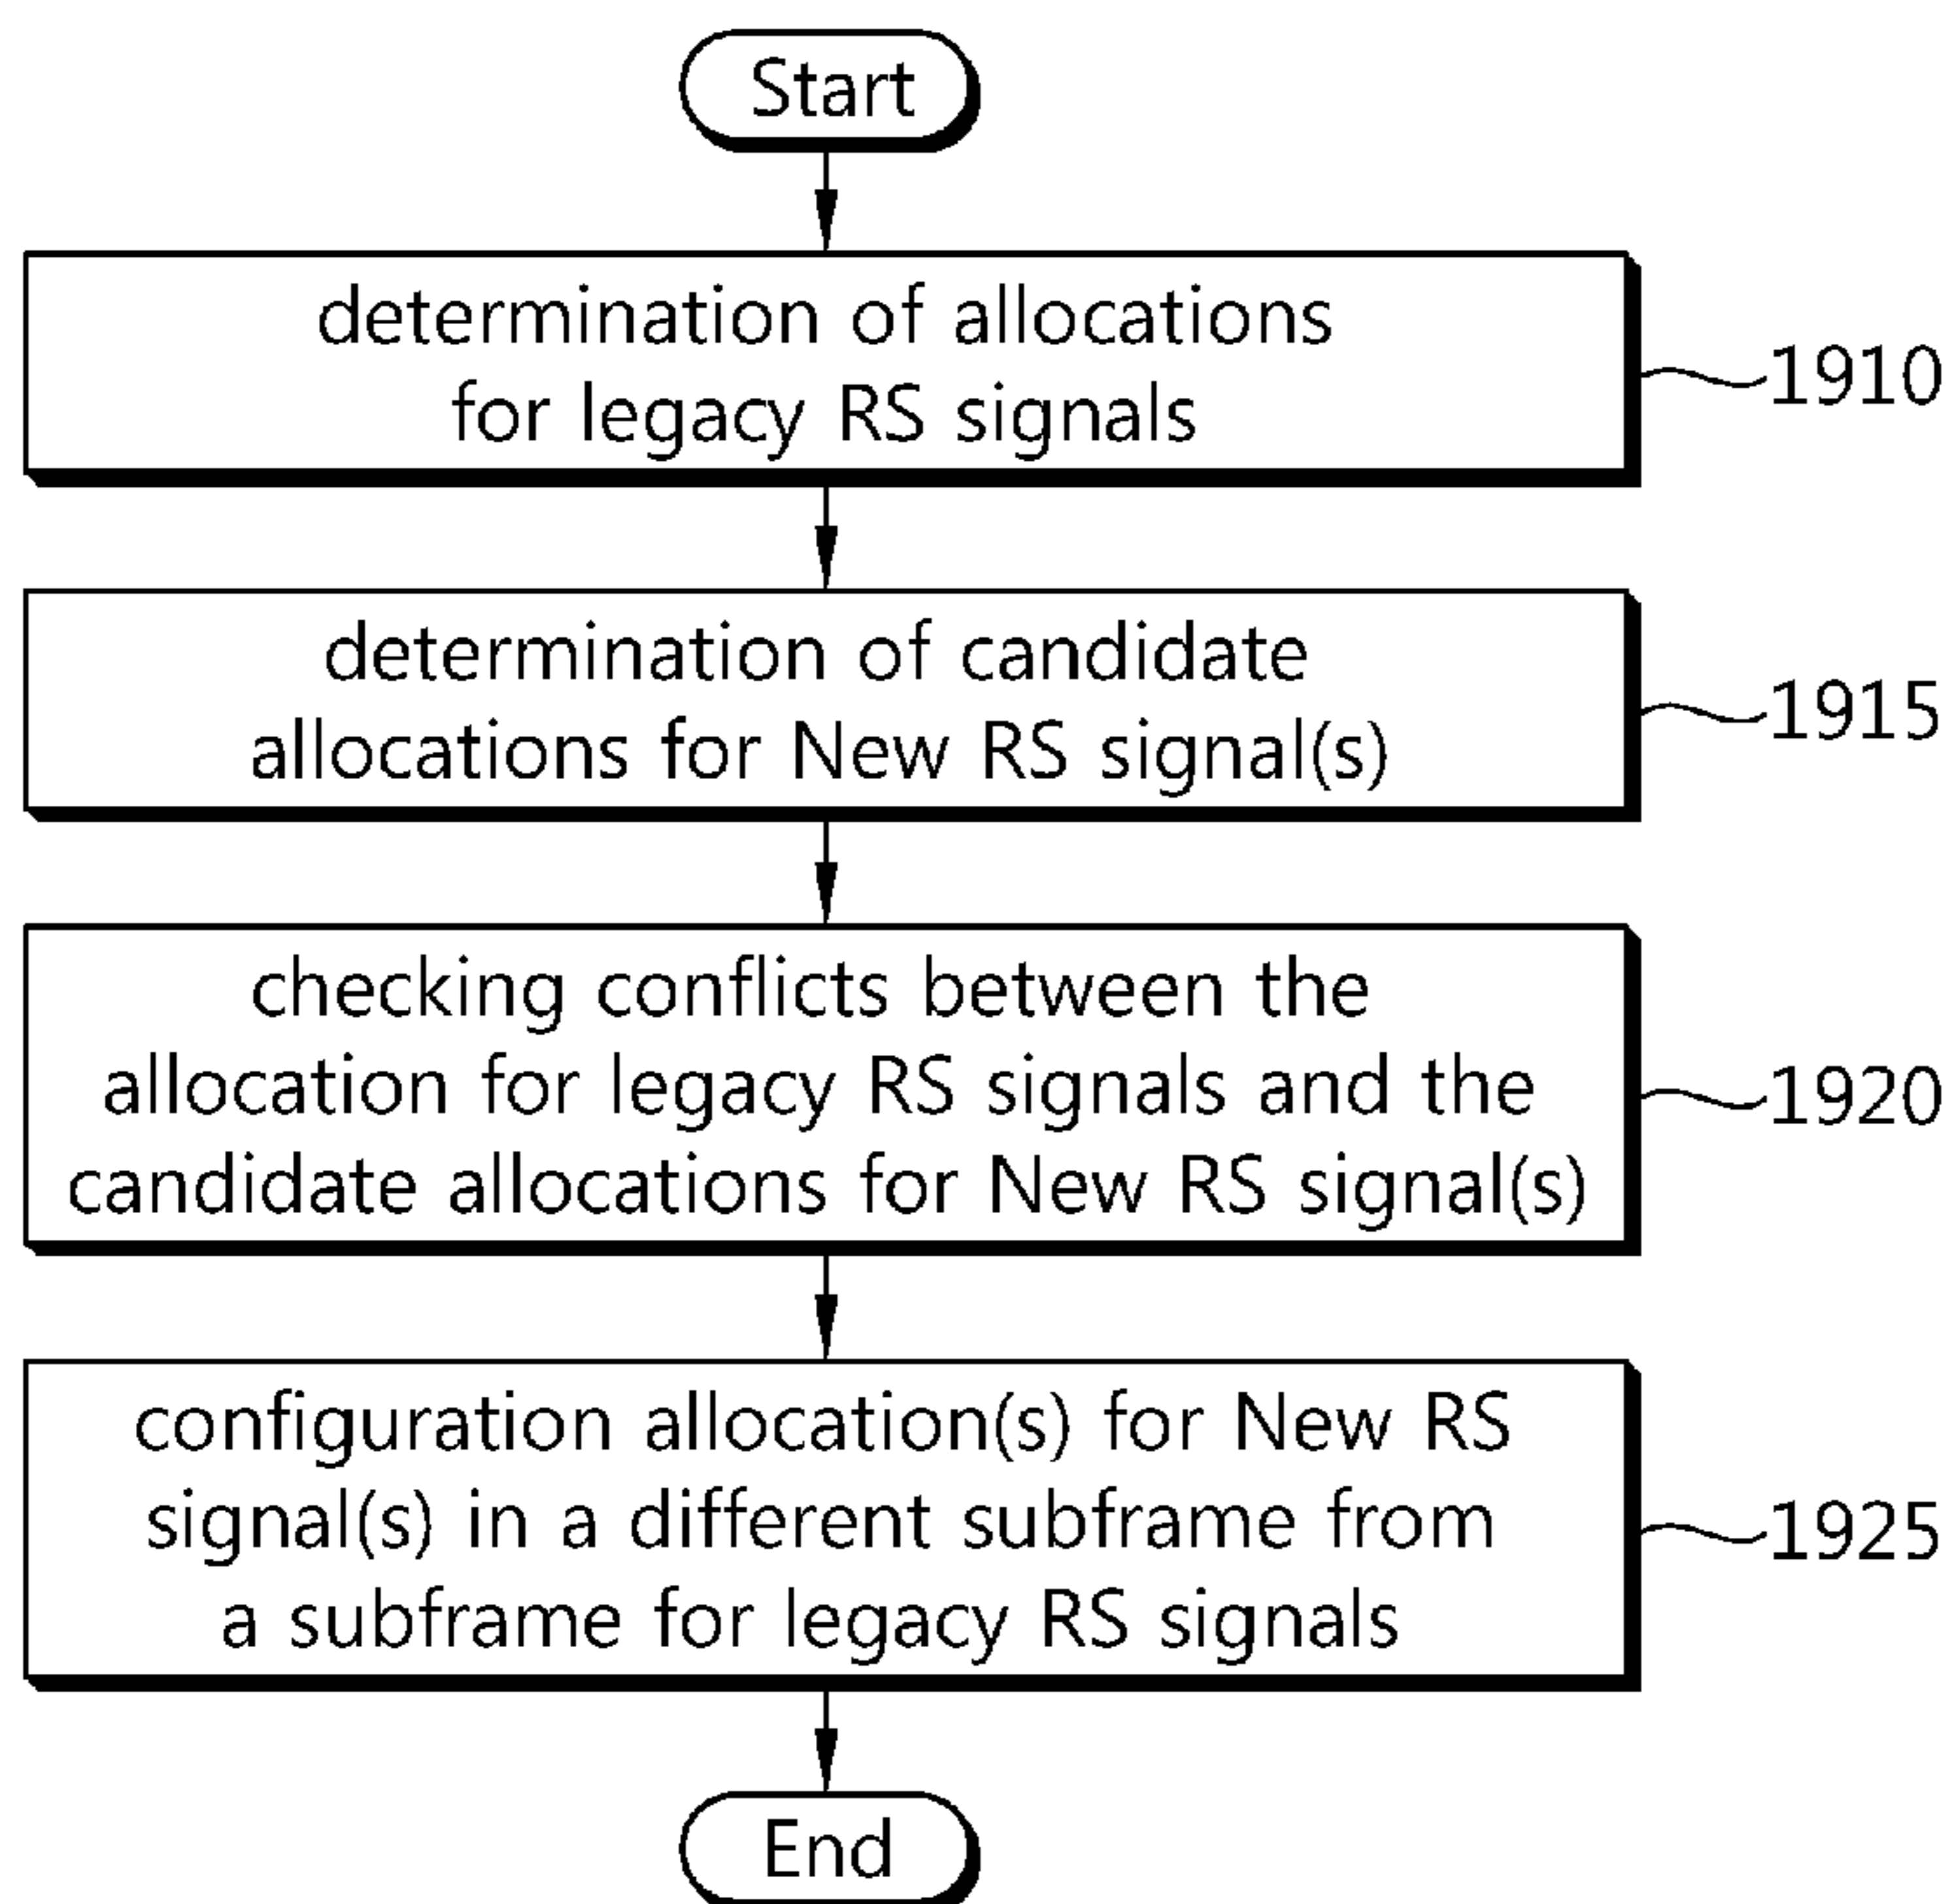 Start
determination of allocations
for legacy RS signals
1910
determination of candidate
allocations for New RS signal(s)
1915
checking conflicts between the
allocation for legacy RS signals and the
candidate allocations for New RS signal(s)
1920
configuration allocation(s) for New RS
signal(s) in a different subframe from
a subframe for legacy RS signals
1925
End